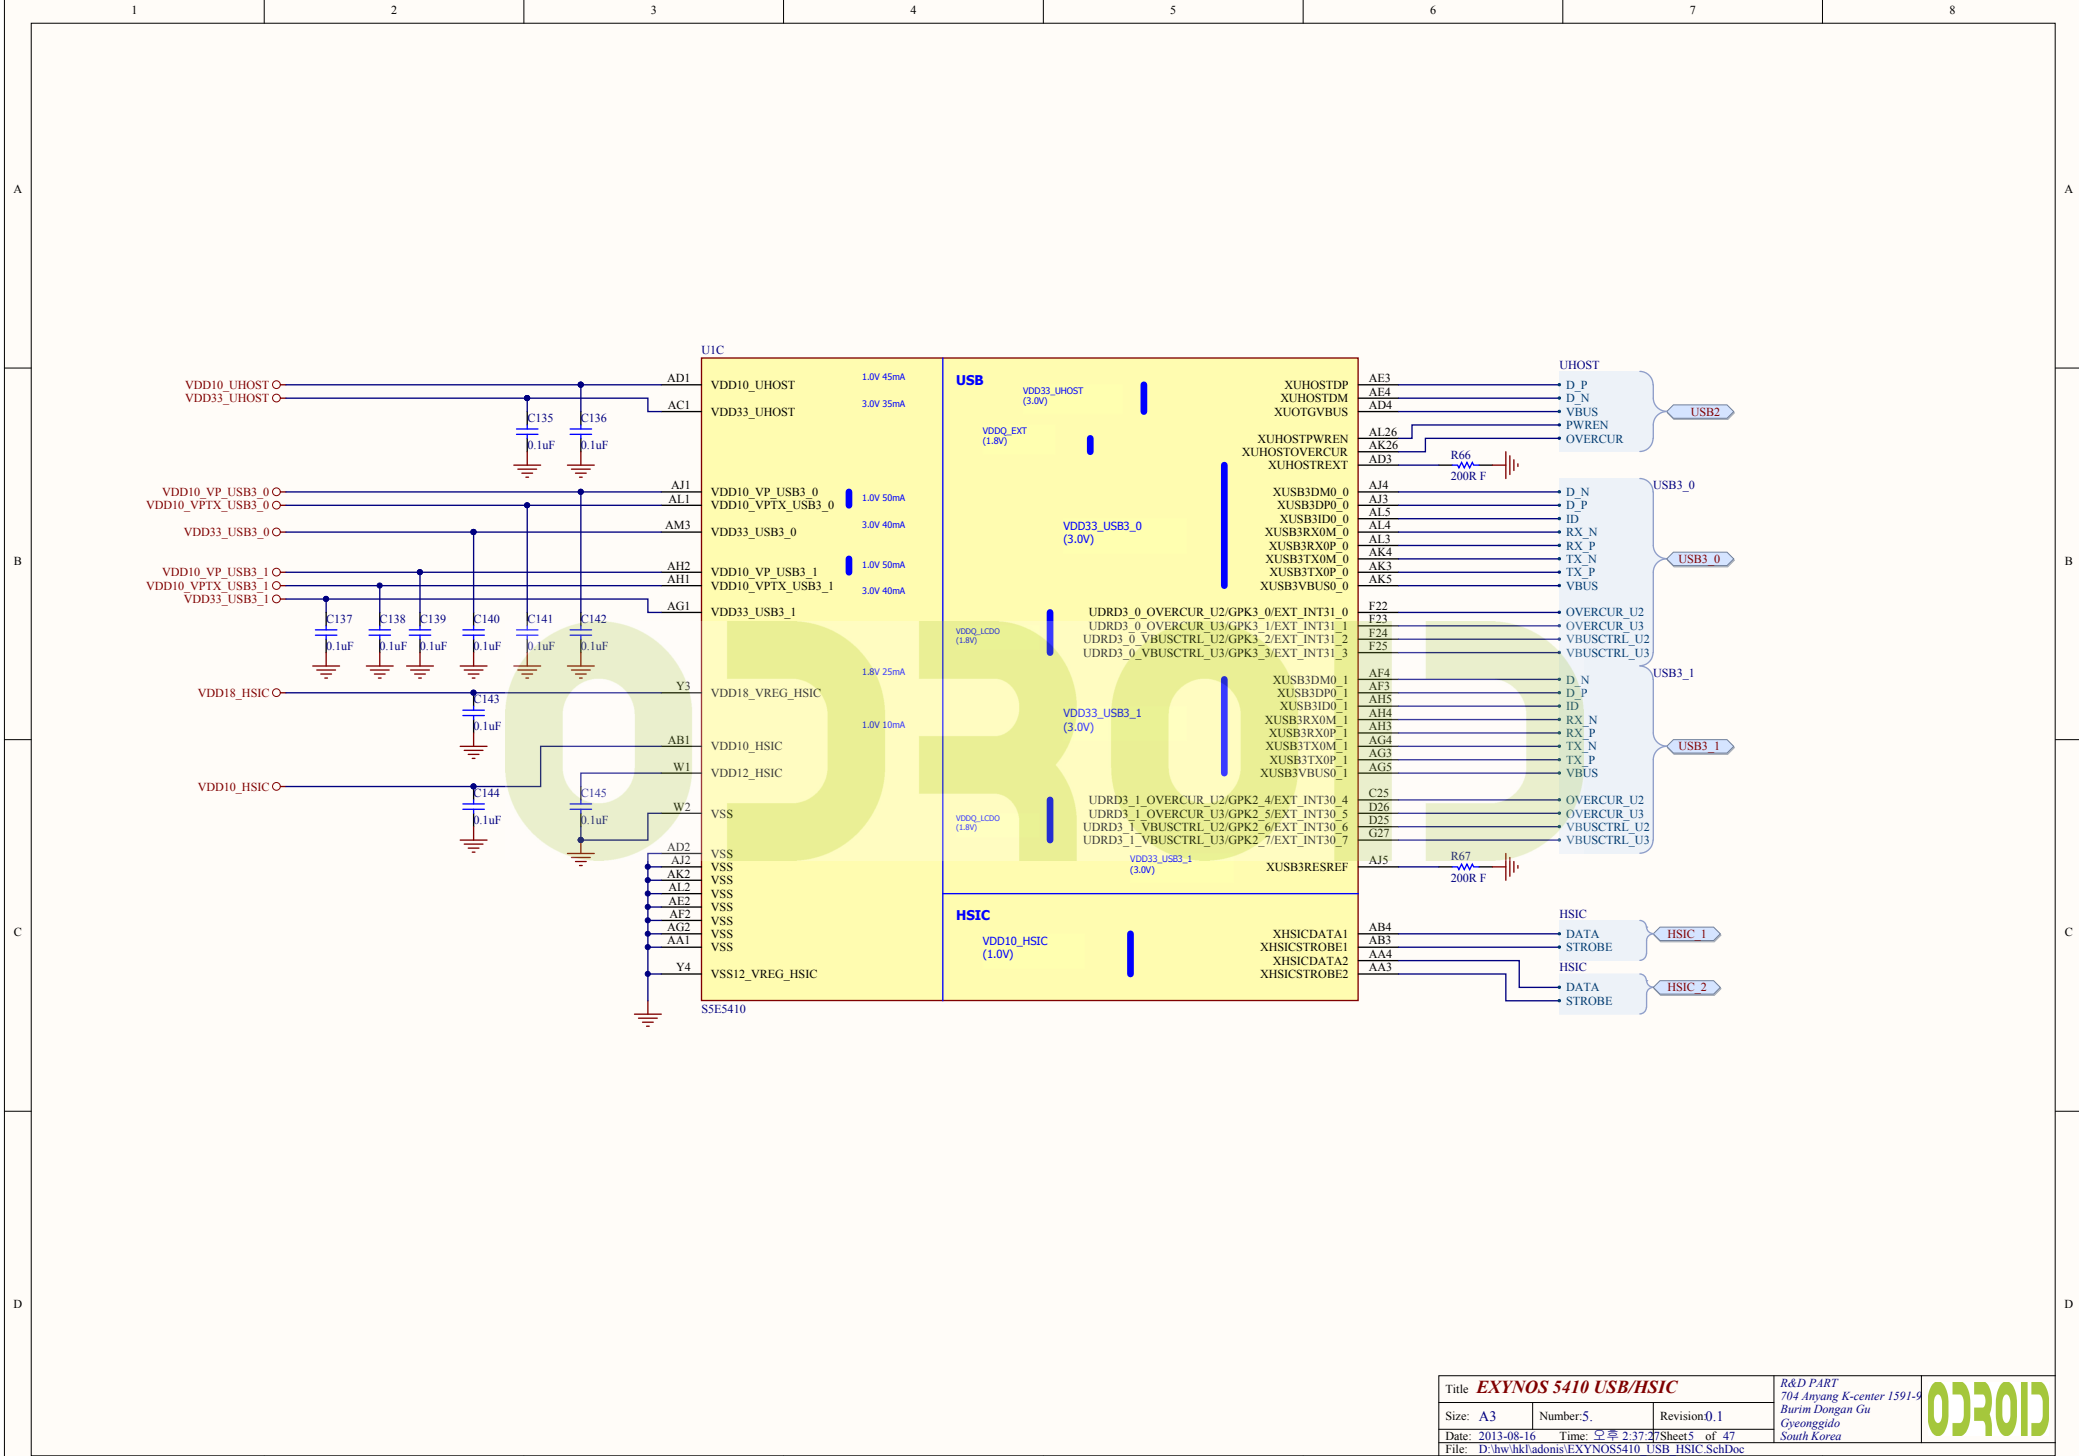 1 2 3 4 5 6 7 8
A A
B B
C C
D D
U1C
VDD10_UHOST
VDD33_UHOST
VDD10_VP_USB3_0
VDD10_VPTX_USB3_0
VDD33_USB3_0
VDD10_VP_USB3_1
VDD10_VPTX_USB3_1
VDD33_USB3_1
VDD18_HSIC
VDD10_HSIC
C135 0.1uF
C136 0.1uF
C137 0.1uF
C138 0.1uF
C139 0.1uF
C140 0.1uF
C141 0.1uF
C142 0.1uF
C143 0.1uF
C144 0.1uF
C145 0.1uF
AD1 VDD10_UHOST 1.0V 45mA
AC1 VDD33_UHOST 3.0V 35mA
AJ1 VDD10_VP_USB3_0 1.0V 50mA
AL1 VDD10_VPTX_USB3_0
AM3 VDD33_USB3_0 3.0V 40mA
AH2 VDD10_VP_USB3_1 1.0V 50mA
AH1 VDD10_VPTX_USB3_1
AG1 VDD33_USB3_1 3.0V 40mA
Y3 VDD18_VREG_HSIC 1.8V 25mA
AB1 VDD10_HSIC 1.0V 10mA
W1 VDD12_HSIC
W2 VSS
AD2 VSS
AJ2 VSS
AK2 VSS
AL2 VSS
AE2 VSS
AF2 VSS
AG2 VSS
AA1 VSS
Y4 VSS12_VREG_HSIC
S5E5410
USB
VDD33_UHOST
(3.0V)
VDDQ_EXT
(1.8V)
VDD33_USB3_0
(3.0V)
VDDQ_LCDO
(1.8V)
VDD33_USB3_1
(3.0V)
VDDQ_LCDO
(1.8V)
VDD33_USB3_1
(3.0V)
HSIC
VDD10_HSIC
(1.0V)
UHOST
XUHOSTDP AE3 D_P
XUHOSTDM AE4 D_N
XUOTGVBUS AD4 VBUS
PWREN
XUHOSTPWREN AL26 OVERCUR
XUHOSTOVERCUR AK26
XUHOSTREXT AD3 R66 200R F
USB2
USB3_0
XUSB3DM0_0 AJ4 D_N
XUSB3DP0_0 AJ3 D_P
XUSB3ID0_0 AL5 ID
XUSB3RX0M_0 AL4 RX_N
XUSB3RX0P_0 AL3 RX_P
XUSB3TX0M_0 AK4 TX_N
XUSB3TX0P_0 AK3 TX_P
XUSB3VBUS0_0 AK5 VBUS
USB3_0
UDRD3_0_OVERCUR_U2/GPK3_0/EXT_INT31_0 F22 OVERCUR_U2
UDRD3_0_OVERCUR_U3/GPK3_1/EXT_INT31_1 F23 OVERCUR_U3
UDRD3_0_VBUSCTRL_U2/GPK3_2/EXT_INT31_2 F24 VBUSCTRL_U2
UDRD3_0_VBUSCTRL_U3/GPK3_3/EXT_INT31_3 F25 VBUSCTRL_U3
USB3_1
XUSB3DM0_1 AF4 D_N
XUSB3DP0_1 AF3 D_P
XUSB3ID0_1 AH5 ID
XUSB3RX0M_1 AH4 RX_N
XUSB3RX0P_1 AH3 RX_P
XUSB3TX0M_1 AG4 TX_N
XUSB3TX0P_1 AG3 TX_P
XUSB3VBUS0_1 AG5 VBUS
USB3_1
UDRD3_1_OVERCUR_U2/GPK2_4/EXT_INT30_4 C25 OVERCUR_U2
UDRD3_1_OVERCUR_U3/GPK2_5/EXT_INT30_5 D26 OVERCUR_U3
UDRD3_1_VBUSCTRL_U2/GPK2_6/EXT_INT30_6 D25 VBUSCTRL_U2
UDRD3_1_VBUSCTRL_U3/GPK2_7/EXT_INT30_7 G27 VBUSCTRL_U3
XUSB3RESREF AJ5 R67 200R F
HSIC
XHSICDATA1 AB4 DATA
XHSICSTROBE1 AB3 STROBE
HSIC_1
XHSICDATA2 AA4
XHSICSTROBE2 AA3
HSIC
DATA
STROBE
HSIC_2
ODROID
Title EXYNOS 5410 USB/HSIC
Size: A3 Number:5. Revision:0.1
Date: 2013-08-16 Time: 오후 2:37:27 Sheet5 of 47
File: D:\hw\hkl\adonis\EXYNOS5410_USB_HSIC.SchDoc
R&D PART
704 Anyang K-center 1591-9
Burim Dongan Gu
Gyeonggido
South Korea
ODROID